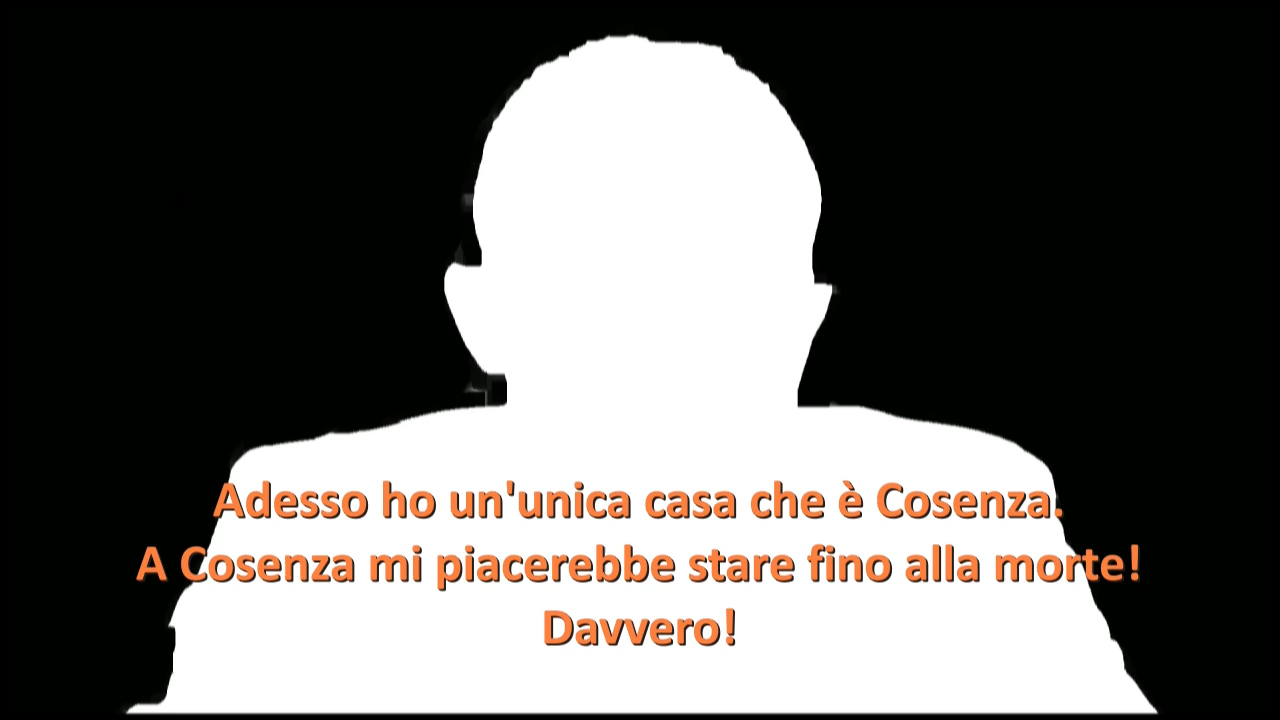 Adesso ho un'unica casa che è Cosenza.
A Cosenza mi piacerebbe stare fino alla morte!
Davvero!